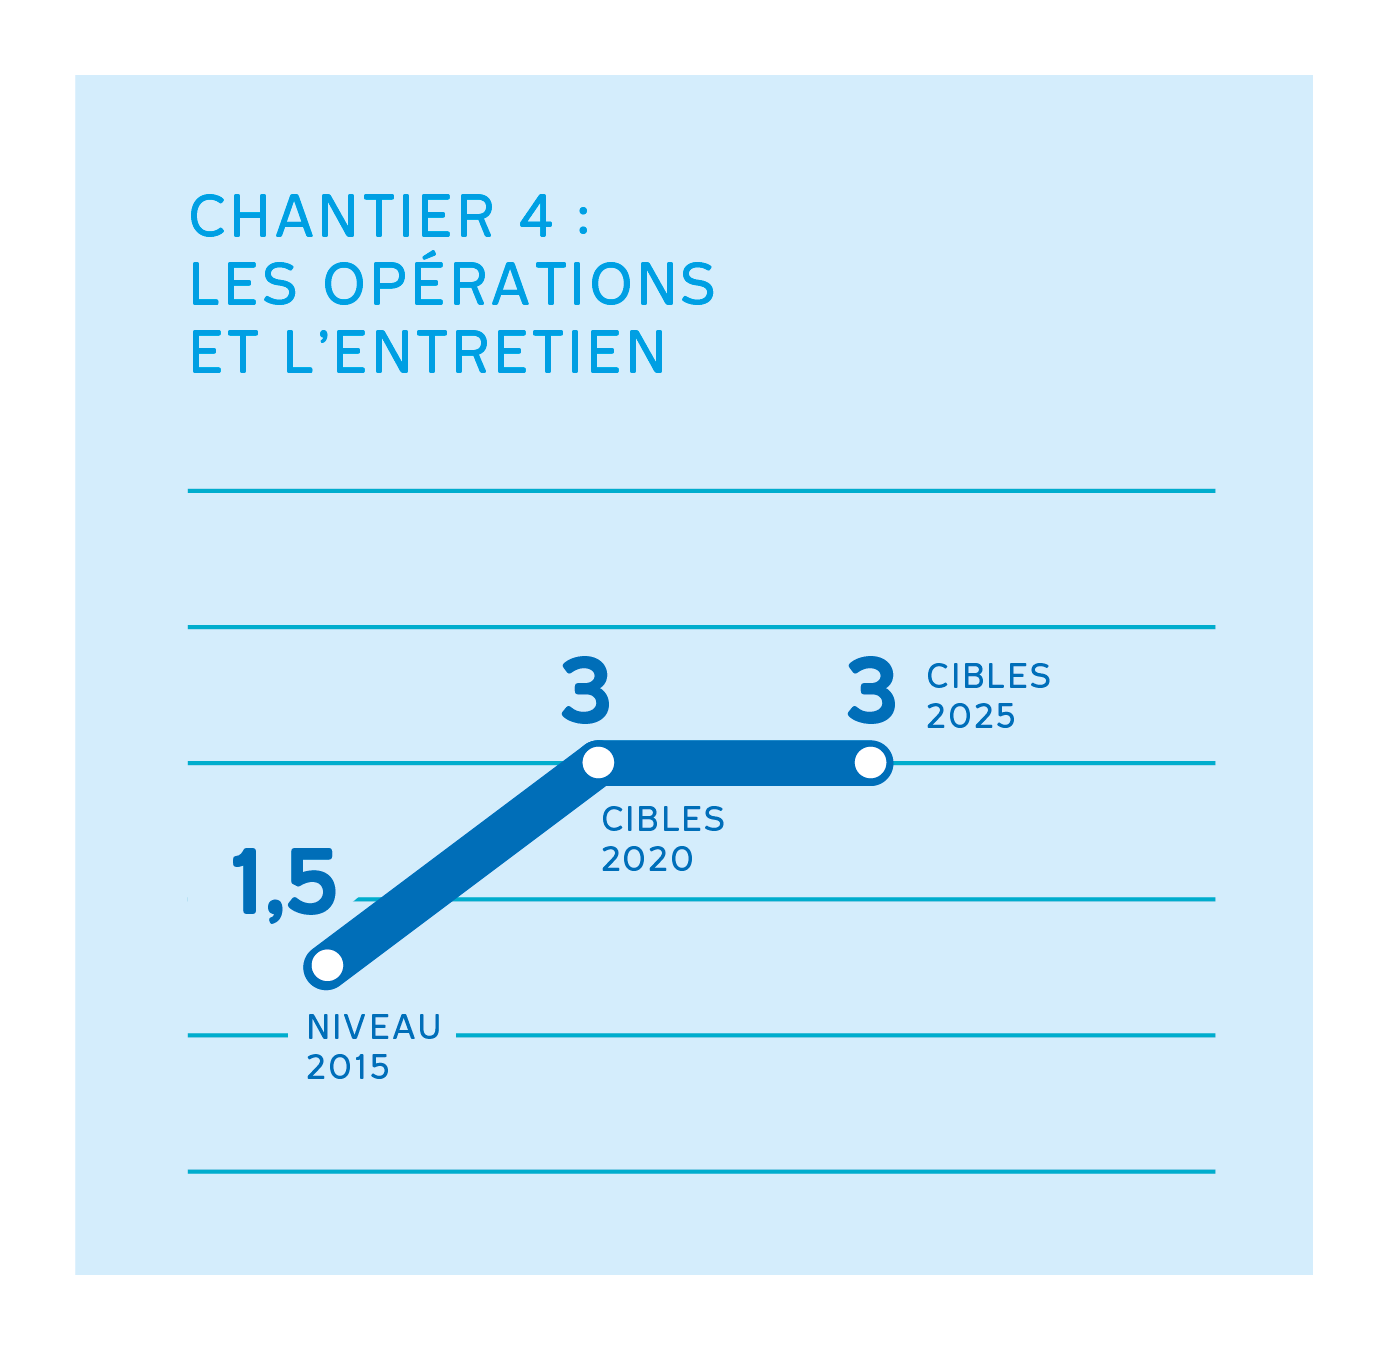 CHANTIER 4 :
LES OPÉRATIONS
ET L’ENTRETIEN
3
3
CIBLES
2025
CIBLES
2020
1,5
NIVEAU
2015